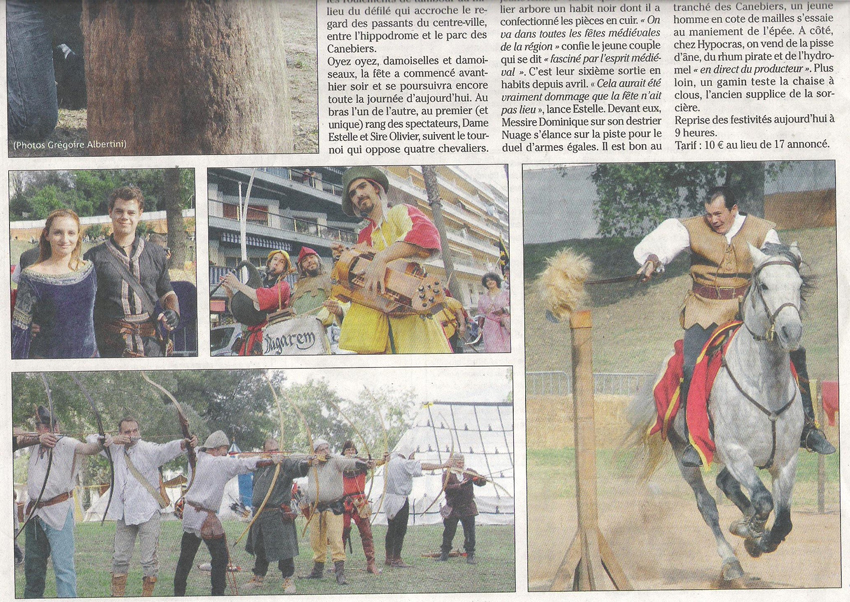 lieu du défilé qui accroche le re-
gard des passants du centre-ville,
entre l'hippodrome et le parc des
Canebiers.
Oyez oyez, damoiselles et damoi-
seaux, la fête a commencé avant-
hier soir et se poursuivra encore
toute la journée d'aujourd'hui. Au
bras l'un de l'autre, au premier (et
unique) rang des spectateurs, Dame
Estelle et Sire Olivier, suivent le tour-
noi qui oppose quatre chevaliers.
lier arbore un habit noir dont il a
confectionné les pièces en cuir. « On
va dans toutes les fêtes médiévales
de la région » confie le jeune couple
qui se dit « fasciné par l'esprit médié-
val ». C'est leur sixième sortie en
habits depuis avril. « Cela aurait été
vraiment dommage que la fête n'ait
pas lieu », lance Estelle. Devant eux,
Messire Dominique sur son destrier
Nuage s'élance sur la piste pour le
duel d'armes égales. Il est bon au
tranché des Canebiers, un jeune
homme en cote de mailles s'essaie
au maniement de l'épée. A côté,
chez Hypocras, on vend de la pisse
d'âne, du rhum pirate et de l'hydro-
mel « en direct du producteur ». Plus
loin, un gamin teste la chaise à
clous, l'ancien supplice de la sor-
cière.
Reprise des festivités aujourd'hui à
9 heures.
Tarif : 10 € au lieu de 17 annoncé.
(Photos Grégoire Albertini)